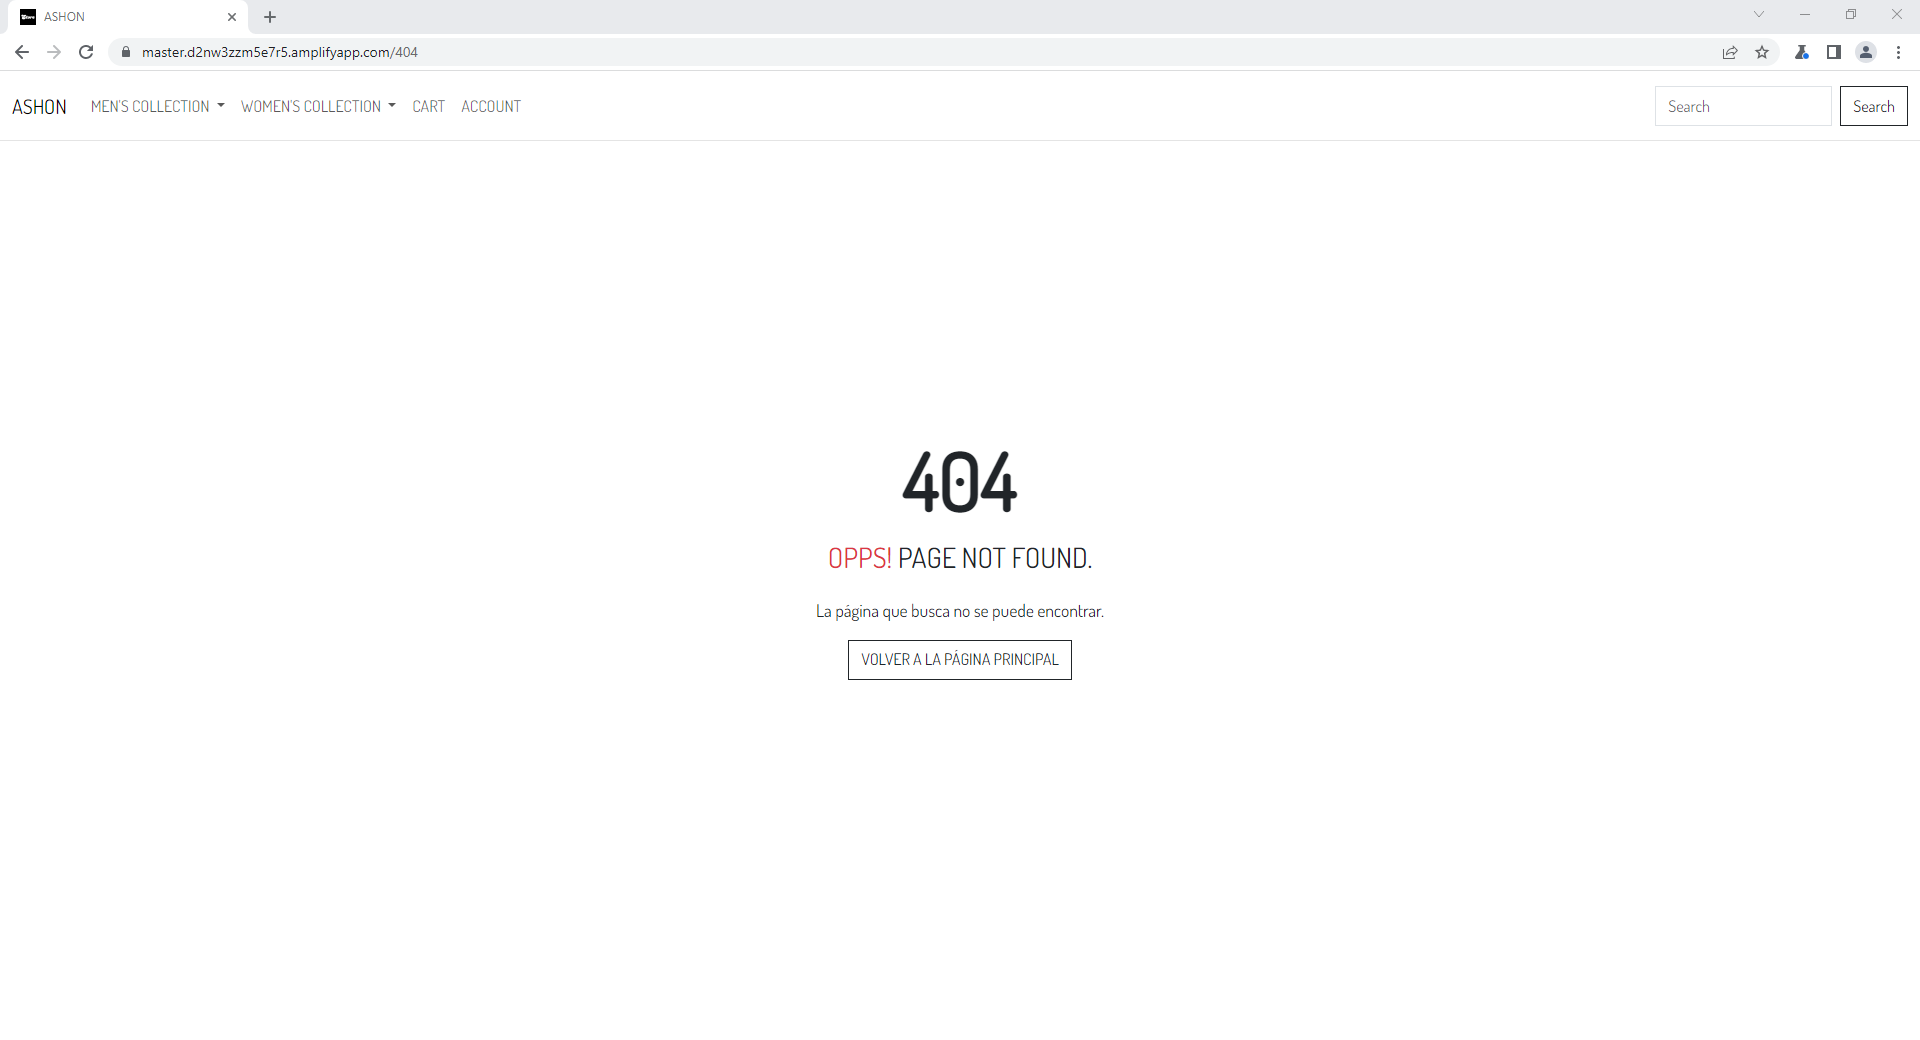 ASHON
master.d2nw3zzm5e7r5.amplifyapp.com/404
ASHON MEN'S COLLECTION WOMEN'S COLLECTION CART ACCOUNT Search Search
404
OPPS! PAGE NOT FOUND.
La página que busca no se puede encontrar.
VOLVER A LA PÁGINA PRINCIPAL